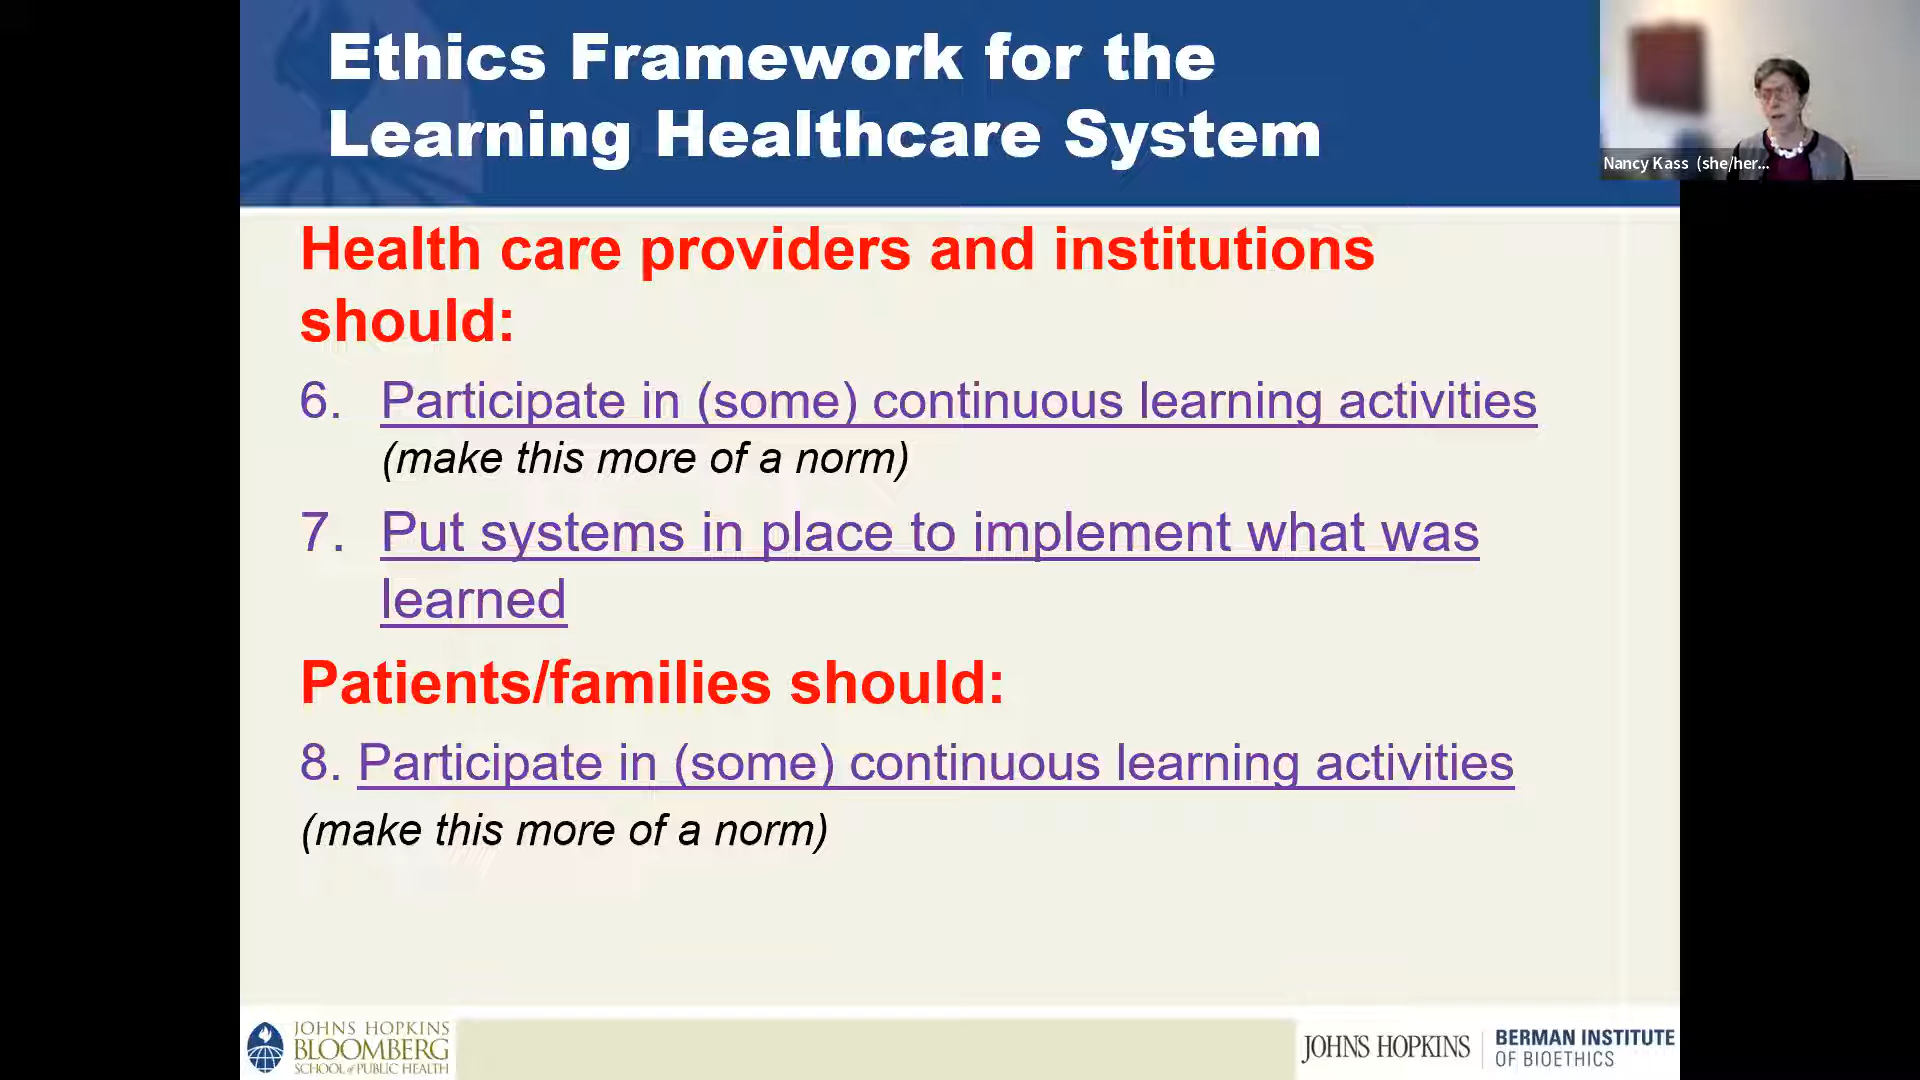 Ethics Framework for the
Learning Healthcare System
Nancy Kass (she/her...
Health care providers and institutions
should:
6. Participate in (some) continuous learning activities
(make this more of a norm)
7. Put systems in place to implement what was
learned
Patients/families should:
8. Participate in (some) continuous learning activities
(make this more of a norm)
JOHNS HOPKINS
BLOOMBERG
SCHOOL of PUBLIC HEALTH
JOHNS HOPKINS
BERMAN INSTITUTE
OF BIOETHICS